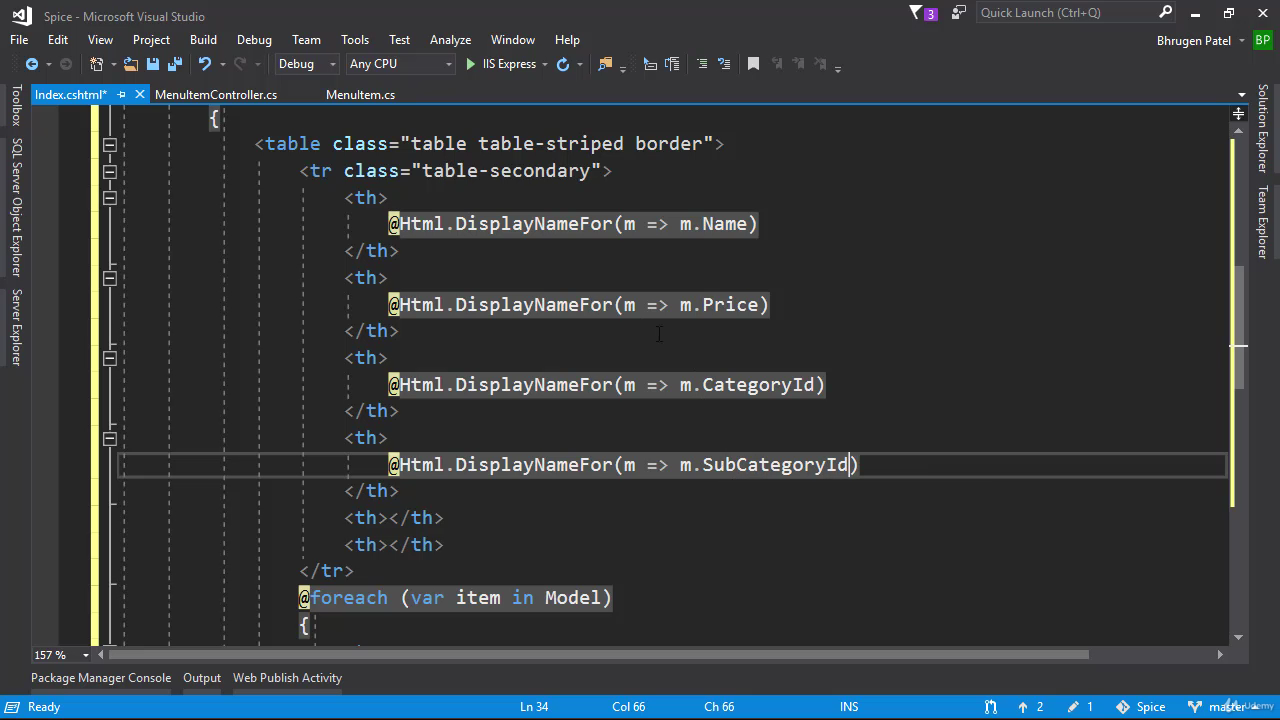 Spice - Microsoft Visual Studio
3
Quick Launch (Ctrl+Q)
File Edit View Project Build Debug Team Tools Test Analyze Window Help
Bhrugen Patel BP
Debug Any CPU IIS Express
Index.cshtml* MenuItemController.cs MenuItem.cs
Toolbox
SQL Server Object Explorer
Server Explorer
Solution Explorer
Team Explorer
{
<table class="table table-striped border">
<tr class="table-secondary">
<th>
@Html.DisplayNameFor(m => m.Name)
</th>
<th>
@Html.DisplayNameFor(m => m.Price)
</th>
<th>
@Html.DisplayNameFor(m => m.CategoryId)
</th>
<th>
@Html.DisplayNameFor(m => m.SubCategoryId)
</th>
<th></th>
<th></th>
</tr>
@foreach (var item in Model)
{
157 %
Package Manager Console Output Web Publish Activity
Ready Ln 34 Col 66 Ch 66 INS 2 1 Spice master
Udemy